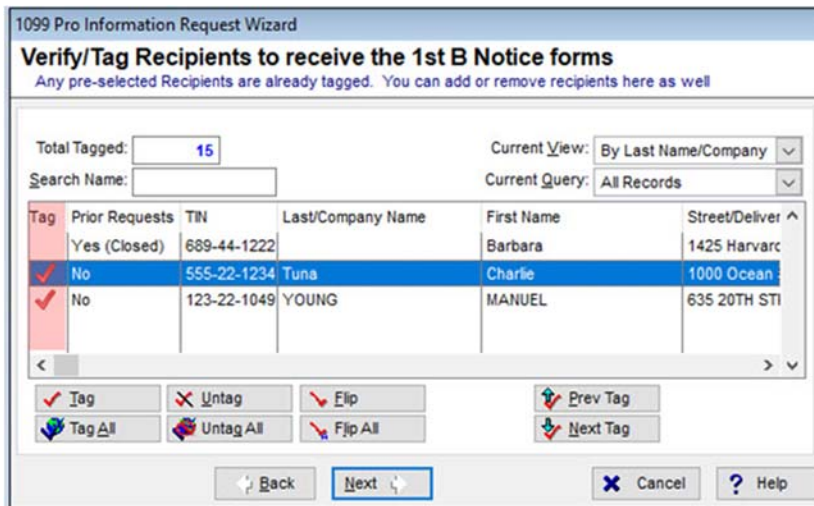 1099 Pro Information Request Wizard
Verify/Tag Recipients to receive the 1st B Notice forms
Any pre-selected Recipients are already tagged. You can add or remove recipients here as well
Total Tagged: 15 Current View: By Last Name/Company
Search Name: Current Query: All Records
Tag Prior Requests TIN Last/Company Name First Name Street/Deliver
Yes (Closed) 689-44-1222 Barbara 1425 Harvard
No 555-22-1234 Tuna Charlie 1000 Ocean
No 123-22-1049 YOUNG MANUEL 635 20TH
Tag Untag Flip Prev Tag
Tag All Untag All Flip All Next Tag
Back Next Cancel Help